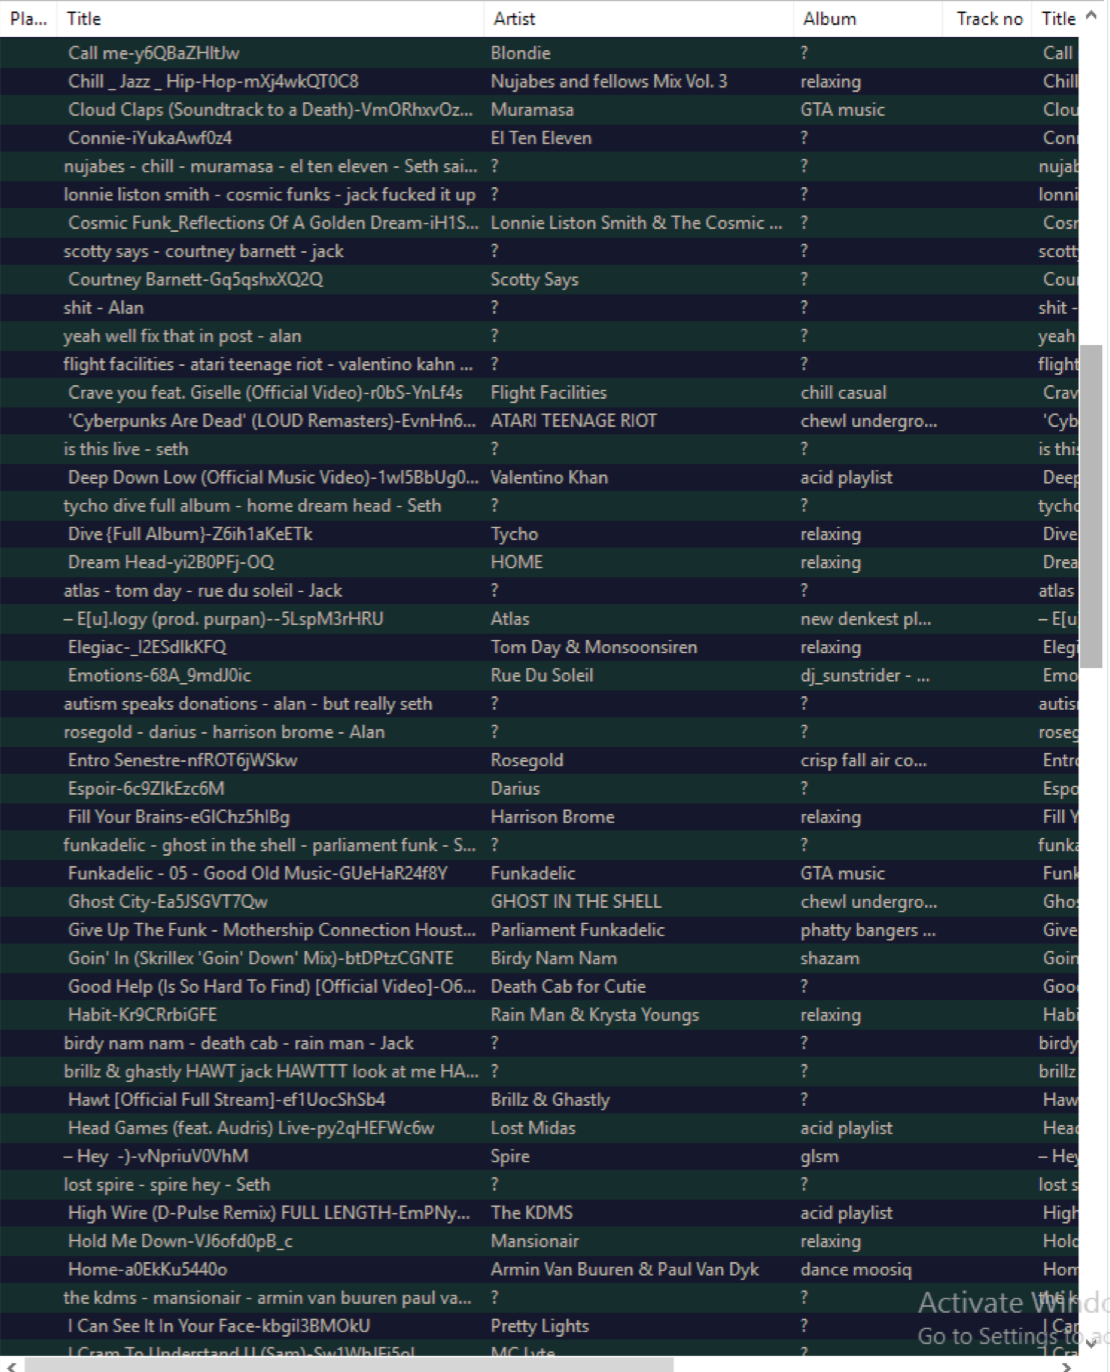 Pla... Title Artist Album Track no Title
Call me-y6QBaZHItJw Blondie ? Call
Chill _ Jazz _ Hip-Hop-mXj4wkQT0C8 Nujabes and fellows Mix Vol. 3 relaxing Chill
Cloud Claps (Soundtrack to a Death)-VmORhxvOz... Muramasa GTA music Clou
Connie-iYukaAwf0z4 El Ten Eleven ? Con
nujabes - chill - muramasa - el ten eleven - Seth sai... ? ? nujab
lonnie liston smith - cosmic funks - jack fucked it up ? ? lonni
Cosmic Funk_Reflections Of A Golden Dream-iH1S... Lonnie Liston Smith & The Cosmic ... ? Cosr
scotty says - courtney barnett - jack ? ? scott
Courtney Barnett-Gq5qshxXQ2Q Scotty Says ? Cour
shit - Alan ? ? shit -
yeah well fix that in post - alan ? ? yeah
flight facilities - atari teenage riot - valentino kahn ... ? ? flight
Crave you feat. Giselle (Official Video)-r0bS-YnLf4s Flight Facilities chill casual Crav
'Cyberpunks Are Dead' (LOUD Remasters)-EvnHn6... ATARI TEENAGE RIOT chewl undergro... 'Cyb
is this live - seth ? ? is this
Deep Down Low (Official Music Video)-1wI5BbUg0... Valentino Khan acid playlist Deep
tycho dive full album - home dream head - Seth ? ? tycho
Dive {Full Album}-Z6ih1aKeETk Tycho relaxing Dive
Dream Head-yi2B0PFj-OQ HOME relaxing Drea
atlas - tom day - rue du soleil - Jack ? ? atlas
– E[u].logy (prod. purpan)--5LspM3rHRU Atlas new denkest pl... – E[u]
Elegiac-_I2ESdIkKFQ Tom Day & Monsoonsiren relaxing Elegi
Emotions-68A_9mdJ0ic Rue Du Soleil dj_sunstrider - ... Emo
autism speaks donations - alan - but really seth ? ? autis
rosegold - darius - harrison brome - Alan ? ? roseg
Entro Senestre-nfROT6jWSkw Rosegold crisp fall air co... Entro
Espoir-6c9ZIkEzc6M Darius ? Espo
Fill Your Brains-eGIChz5hIBg Harrison Brome relaxing Fill Y
funkadelic - ghost in the shell - parliament funk - S... ? ? funka
Funkadelic - 05 - Good Old Music-GUeHaR24f8Y Funkadelic GTA music Funk
Ghost City-Ea5JSGVT7Qw GHOST IN THE SHELL chewl undergro... Ghos
Give Up The Funk - Mothership Connection Houst... Parliament Funkadelic phatty bangers ... Give
Goin' In (Skrillex 'Goin' Down' Mix)-btDPtzCGNTE Birdy Nam Nam shazam Goin
Good Help (Is So Hard To Find) [Official Video]-O6... Death Cab for Cutie ? Good
Habit-Kr9CRrbiGFE Rain Man & Krysta Youngs relaxing Habi
birdy nam nam - death cab - rain man - Jack ? ? birdy
brillz & ghastly HAWT jack HAWTTT look at me HA... ? ? brillz
Hawt [Official Full Stream]-ef1UocShSb4 Brillz & Ghastly ? Haw
Head Games (feat. Audris) Live-py2qHEFWc6w Lost Midas acid playlist Head
– Hey -)-vNpriuV0VhM Spire glsm – Hey
lost spire - spire hey - Seth ? ? lost s
High Wire (D-Pulse Remix) FULL LENGTH-EmPNy... The KDMS acid playlist High
Hold Me Down-VJ6ofd0pB_c Mansionair relaxing Hold
Home-a0EkKu5440o Armin Van Buuren & Paul Van Dyk dance moosiq Hom
the kdms - mansionair - armin van buuren paul va... ? ? the k
Activate Windo
I Can See It In Your Face-kbgiI3BMOkU Pretty Lights ? I Can
Go to Settings to ac
I Cram To Understand U (Sam)-Sw1WbJFi5oI MC Lyte ? I Cra